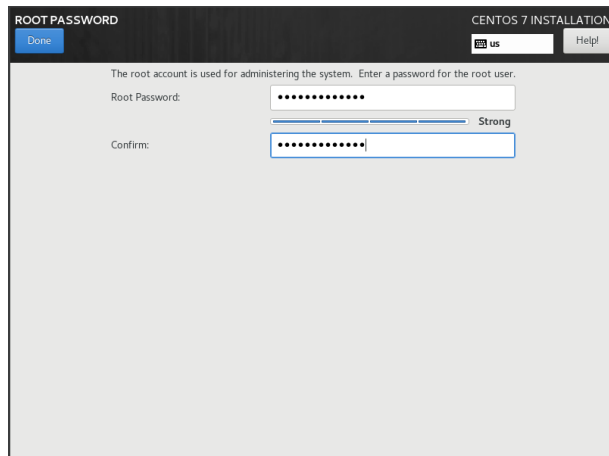 ROOT PASSWORD
CENTOS 7 INSTALLATION
Done
us
Help!
The root account is used for administering the system. Enter a password for the root user.
Root Password: •••••••••••••
Strong
Confirm: •••••••••••••